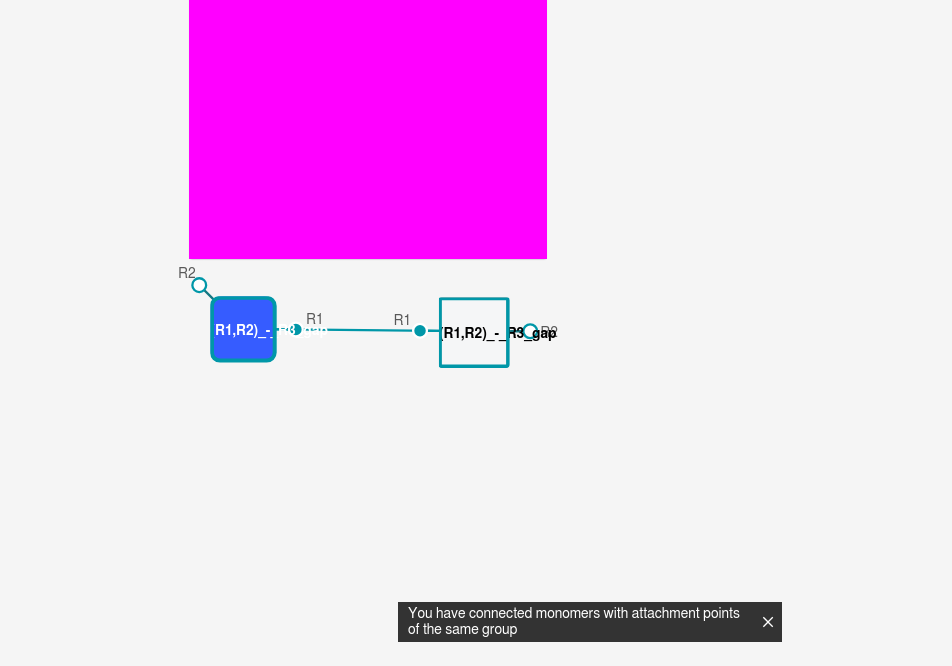 R2
R1
R1
R1,R2)_-_R3_gap
(R1,R2)_-_R3_gap
R2
You have connected monomers with attachment points
of the same group